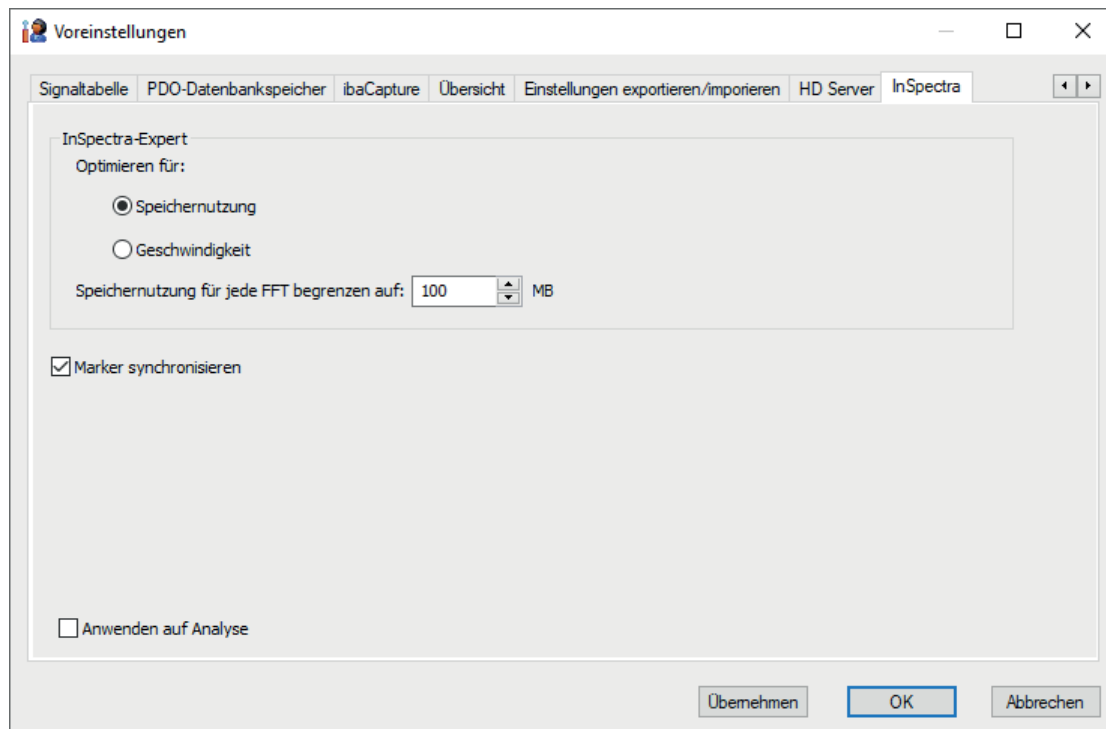 Voreinstellungen
Signaltabelle PDO-Datenbankspeicher ibaCapture Übersicht Einstellungen exportieren/imporieren HD Server InSpectra
InSpectra-Expert
Optimieren für:
Speichernutzung
Geschwindigkeit
Speichernutzung für jede FFT begrenzen auf: 100 MB
Marker synchronisieren
Anwenden auf Analyse
Übernehmen OK Abbrechen